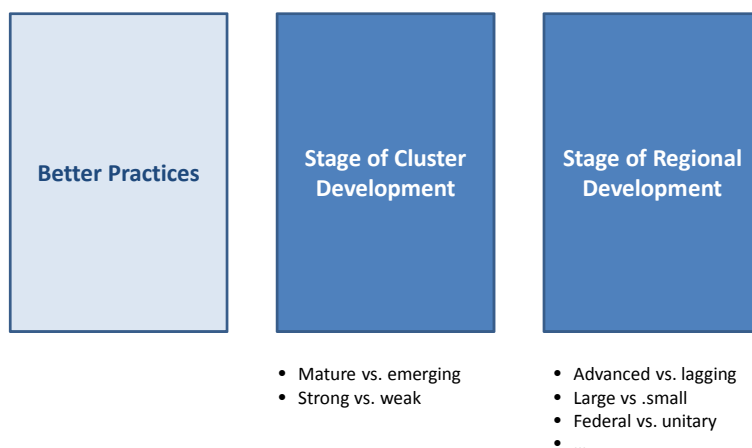 Better Practices
Stage of Cluster
Development
Stage of Regional
Development
• Mature vs. emerging
• Strong vs. weak
• Advanced vs. lagging
• Large vs .small
• Federal vs. unitary
•